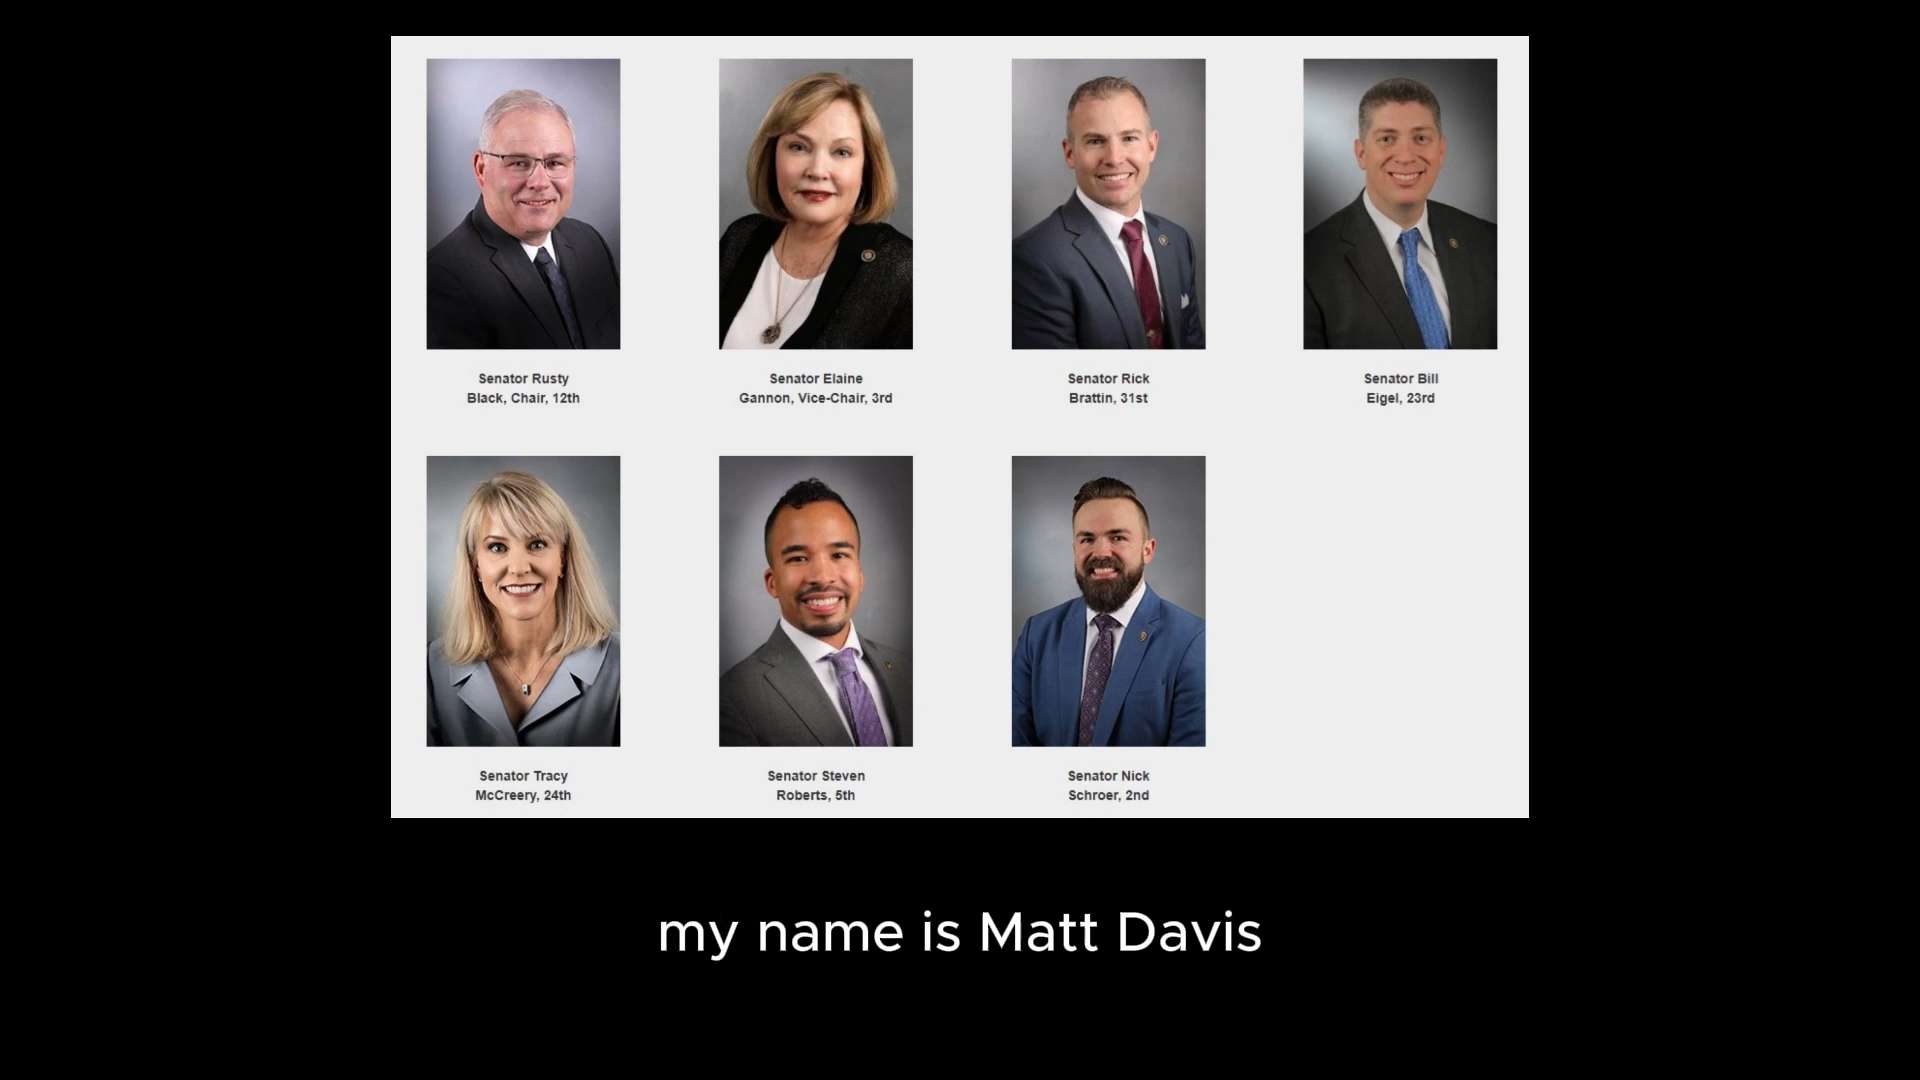 Senator Rusty
Black, Chair, 12th
Senator Elaine
Gannon, Vice-Chair, 3rd
Senator Rick
Brattin, 31st
Senator Bill
Eigel, 23rd
Senator Tracy
McCreery, 24th
Senator Steven
Roberts, 5th
Senator Nick
Schroer, 2nd
my name is Matt Davis